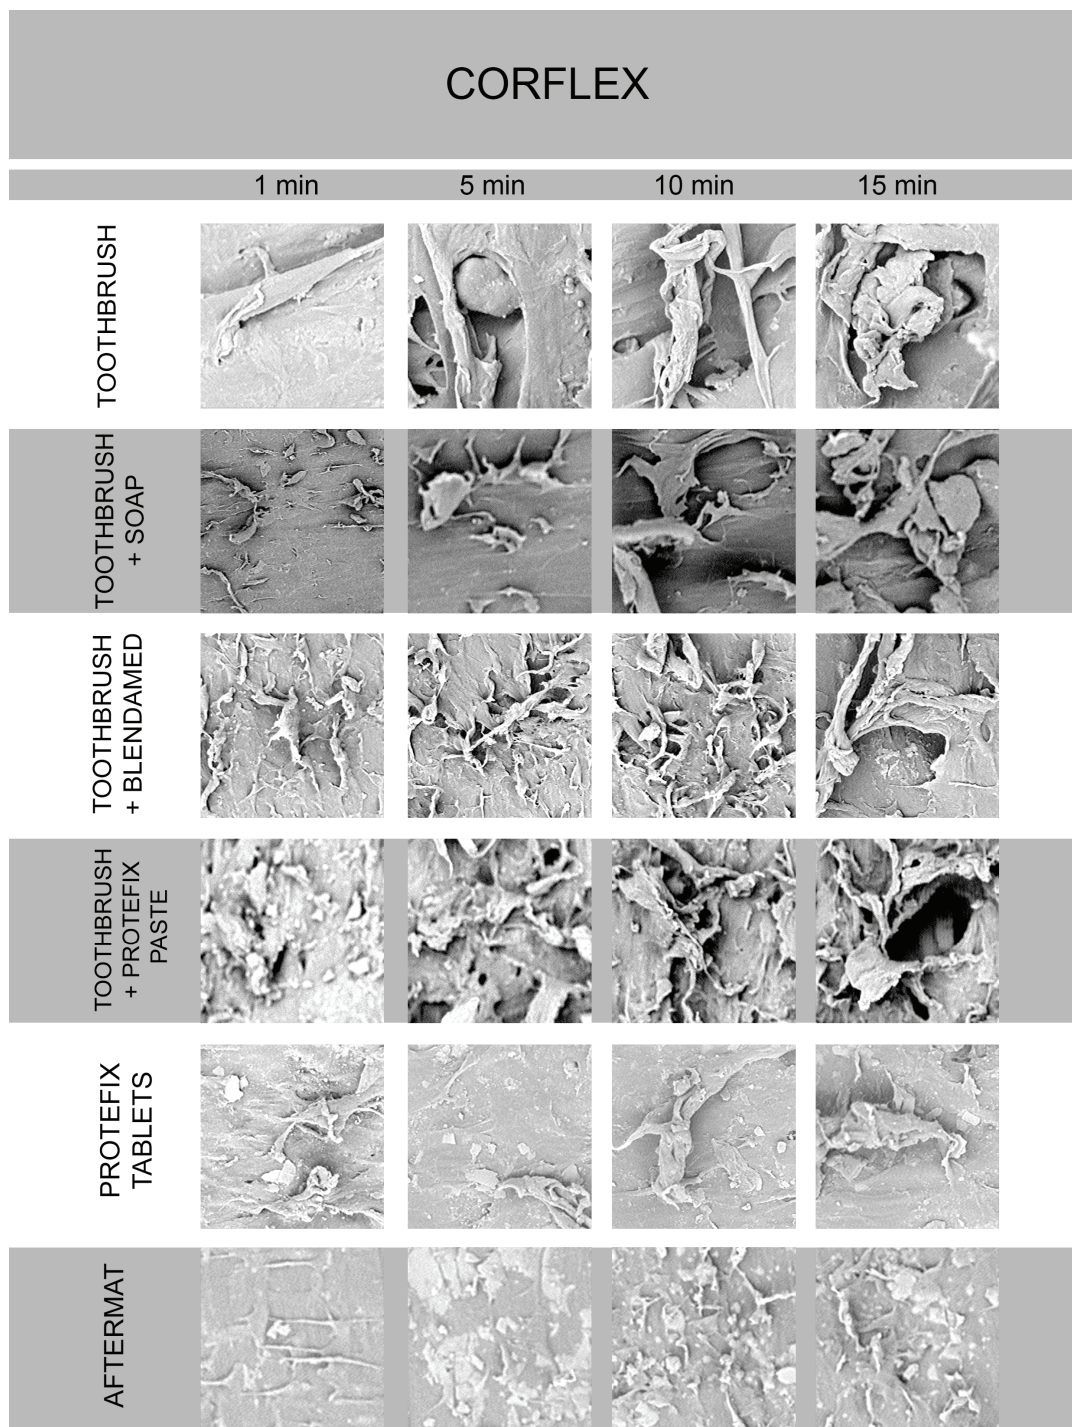 CORFLEX
1 min 5 min 10 min 15 min
TOOTHBRUSH
TOOTHBRUSH
+ SOAP
TOOTHBRUSH
+ BLENDAMED
TOOTHBRUSH
+ PROTEFIX
PASTE
PROTEFIX
TABLETS
AFTERMAT